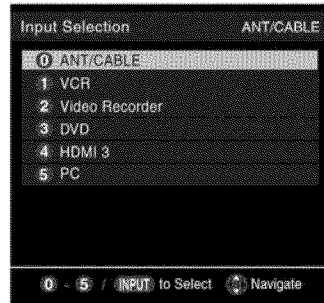 Input Selection ANT/CABLE
0 ANT/CABLE
1 VCR
2 Video Recorder
3 DVD
4 HDMI 3
5 PC
0 - 5 / INPUT to Select Navigate